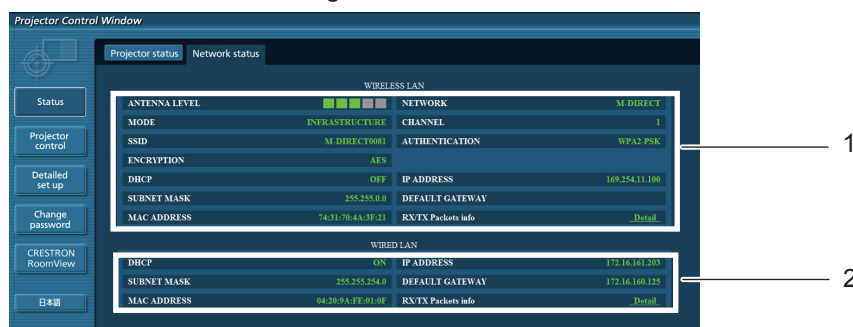 Projector Control Window
Projector status Network status
WIRELESS LAN
Status
ANTENNA LEVEL NETWORK M-DIRECT
MODE INFRASTRUCTURE CHANNEL 1
SSID M-DIRECT0081 AUTHENTICATION WPA2-PSK
ENCRYPTION AES
DHCP OFF IP ADDRESS 169.254.11.100
SUBNET MASK 255.255.0.0 DEFAULT GATEWAY
MAC ADDRESS 74:31:70:4A:3F:21 RX/TX Packets info Detail
1
Projector
control
Detailed
set up
Change
password
CRESTRON
RoomView
日本語
WIRED LAN
DHCP ON IP ADDRESS 172.16.161.203
SUBNET MASK 255.255.254.0 DEFAULT GATEWAY 172.16.160.125
MAC ADDRESS 04:20:9A:FE:01:0F RX/TX Packets info Detail
2